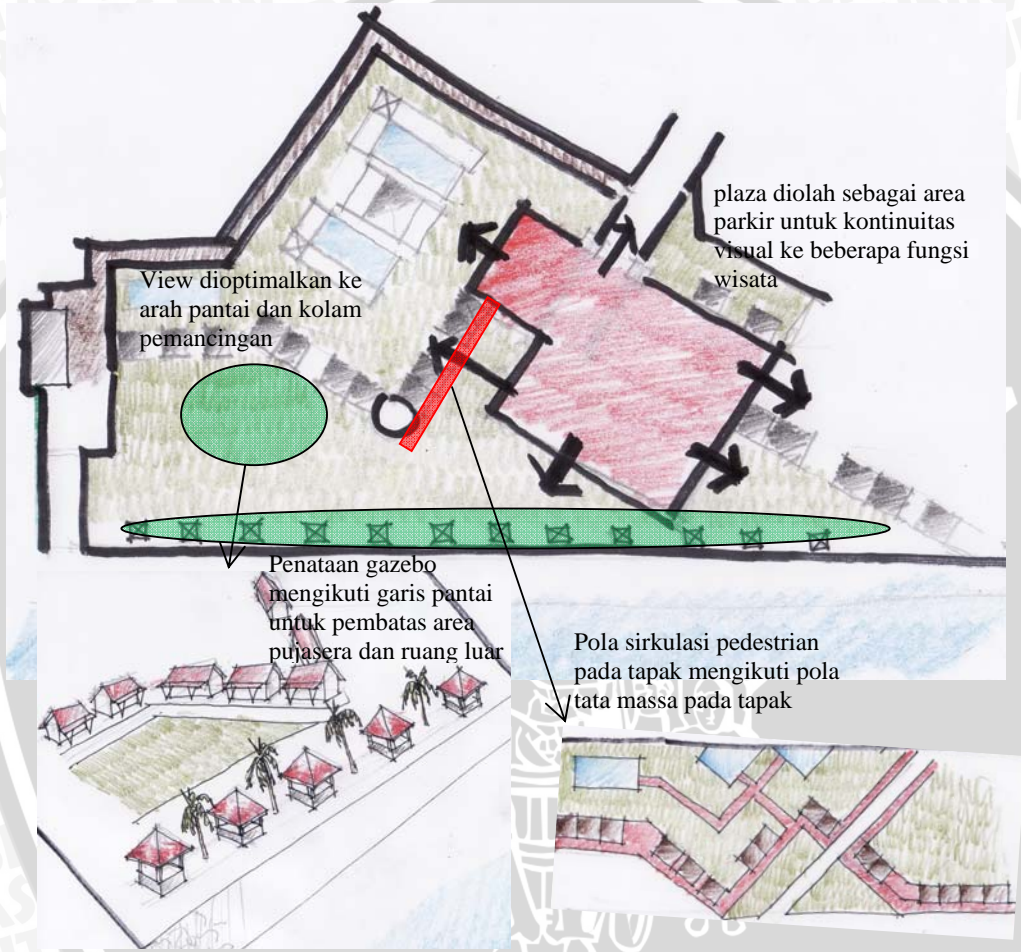 plaza diolah sebagai area
parkir untuk kontinuitas
visual ke beberapa fungsi
wisata
View dioptimalkan ke
arah pantai dan kolam
pemancingan
Penataan gazebo
mengikuti garis pantai
untuk pembatas area
pujasera dan ruang luar
Pola sirkulasi pedestrian
pada tapak mengikuti pola
tata massa pada tapak